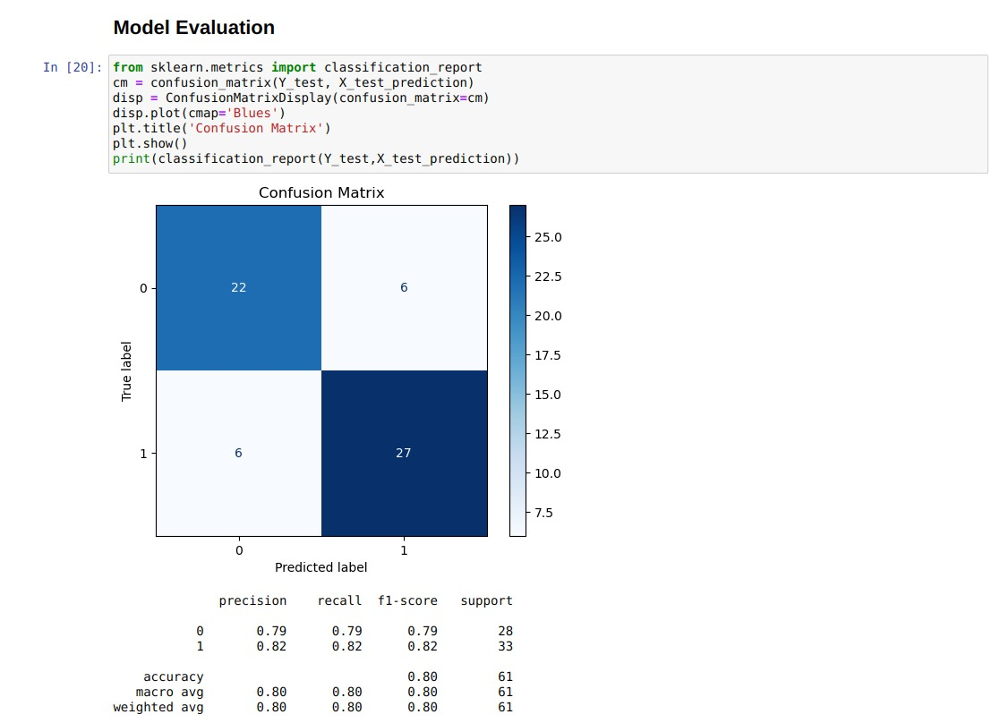 Model Evaluation
In [20]:
from sklearn.metrics import classification_report
cm = confusion_matrix(Y_test, X_test_prediction)
disp = ConfusionMatrixDisplay(confusion_matrix=cm)
disp.plot(cmap='Blues')
plt.title('Confusion Matrix')
plt.show()
print(classification_report(Y_test,X_test_prediction))
Confusion Matrix
True label
0
22
6
1
6
27
0
1
Predicted label
25.0
22.5
20.0
17.5
15.0
12.5
10.0
7.5
precision recall f1-score support
0 0.79 0.79 0.79 28
1 0.82 0.82 0.82 33
accuracy 0.80 61
macro avg 0.80 0.80 0.80 61
weighted avg 0.80 0.80 0.80 61